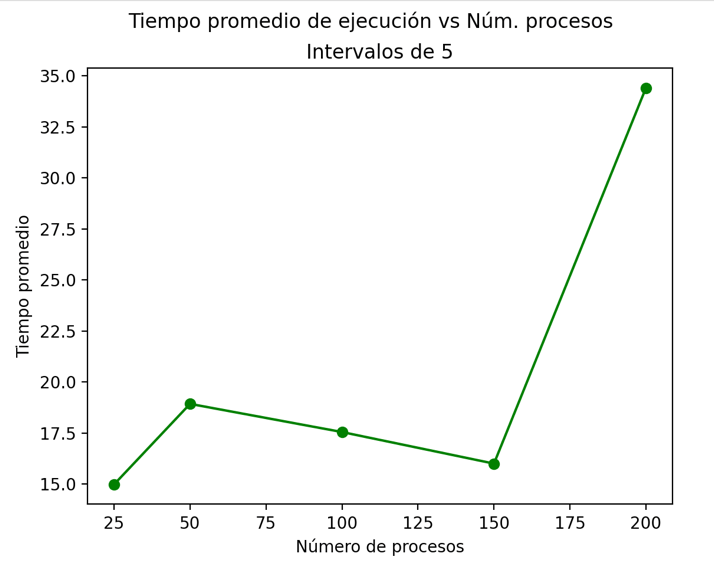 Tiempo promedio de ejecución vs Núm. procesos
Intervalos de 5
35.0
32.5
30.0
27.5
25.0
22.5
20.0
17.5
15.0
Tiempo promedio
25 50 75 100 125 150 175 200
Número de procesos